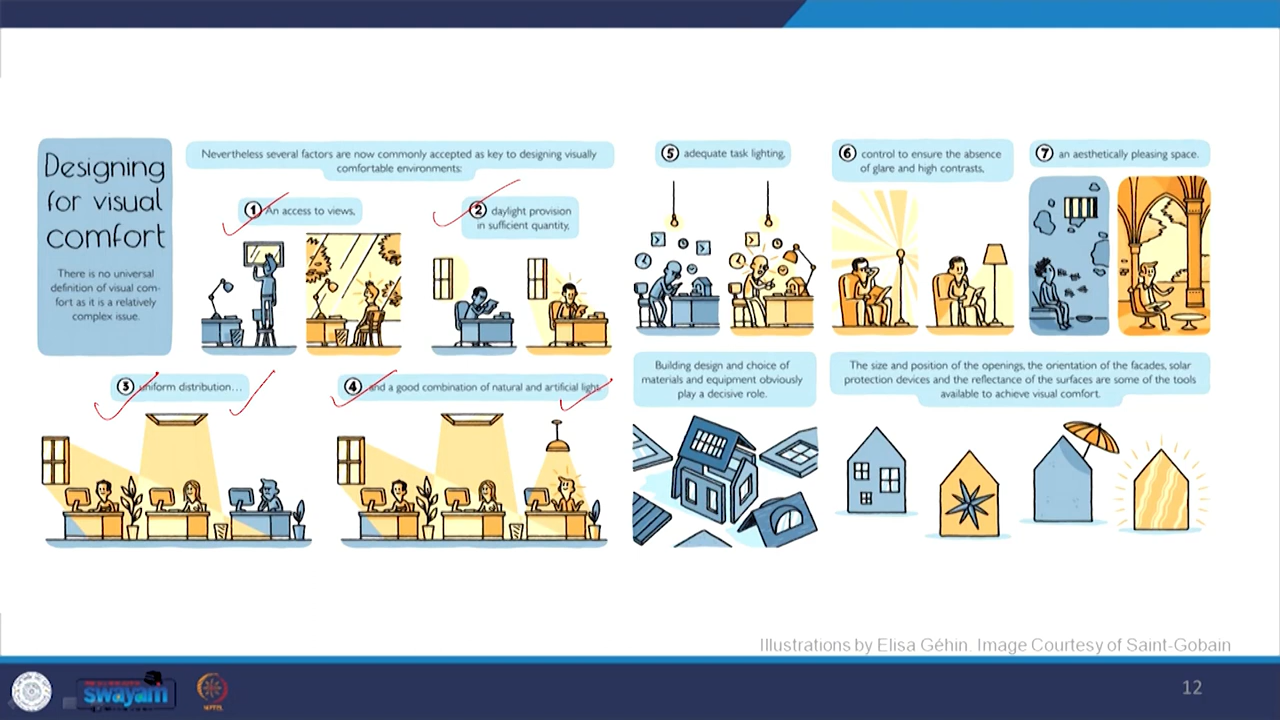 Designing
for visual
comfort
There is no universal
definition of visual com-
fort as it is a relatively
complex issue.
Nevertheless several factors are now commonly accepted as key to designing visually
comfortable environments:
1 An access to views,
2 daylight provision
in sufficient quantity,
3 uniform distribution...
4 and a good combination of natural and artificial light,
5 adequate task lighting,
6 control to ensure the absence
of glare and high contrasts,
7 an aesthetically pleasing space.
Building design and choice of
materials and equipment obviously
play a decisive role.
The size and position of the openings, the orientation of the facades, solar
protection devices and the reflectance of the surfaces are some of the tools
available to achieve visual comfort.
Illustrations by Elisa Géhin. Image Courtesy of Saint-Gobain
swayam
12